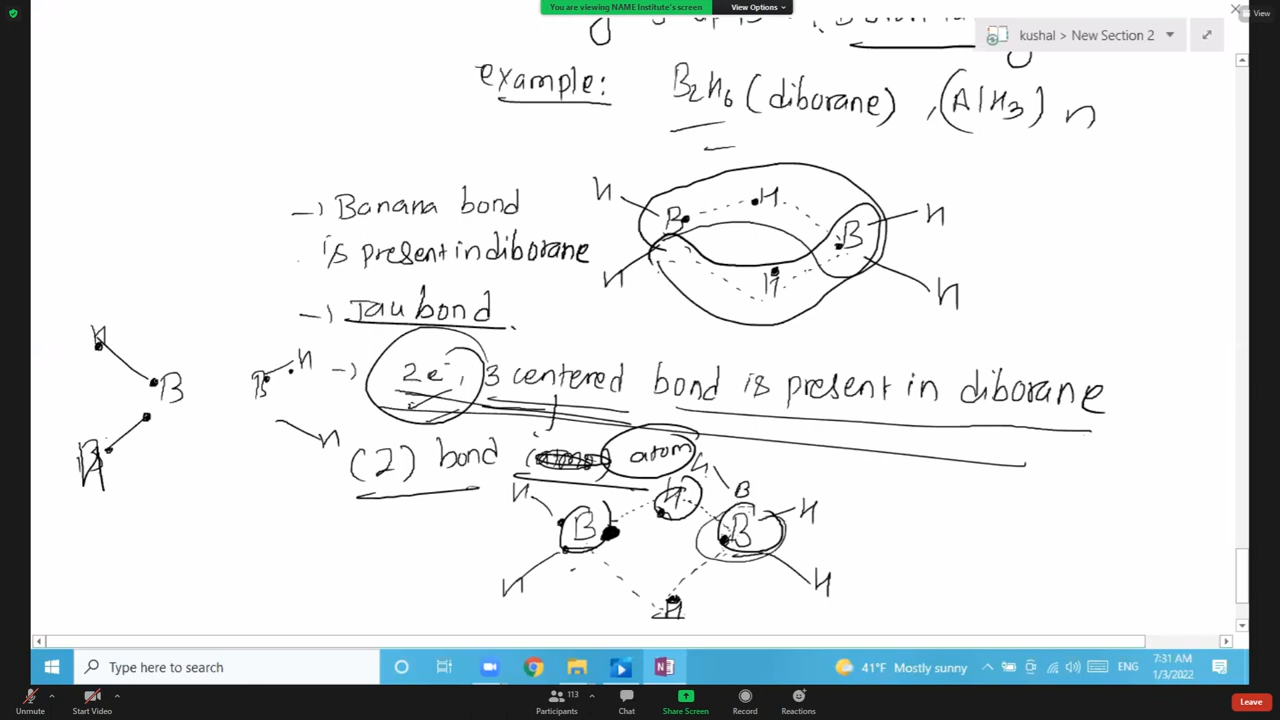 You are viewing NAME Institute's screen
View Options
View
kushal > New Section 2
example: B2H6 (diborane), (AlH3) n
→ Banana bond
is present in diborane
H
B
H
B
H
H
H
H
→ Tau bond
→ 2e⁻, 3 centered bond is present in diborane
H
B
B
H
H
(2) bond
atom
H
H
B
H
B
B
H
H
H
H
H
Type here to search
41°F Mostly sunny
ENG
7:31 AM
1/3/2022
Unmute
Start Video
Participants
113
Chat
Share Screen
Record
Reactions
Leave